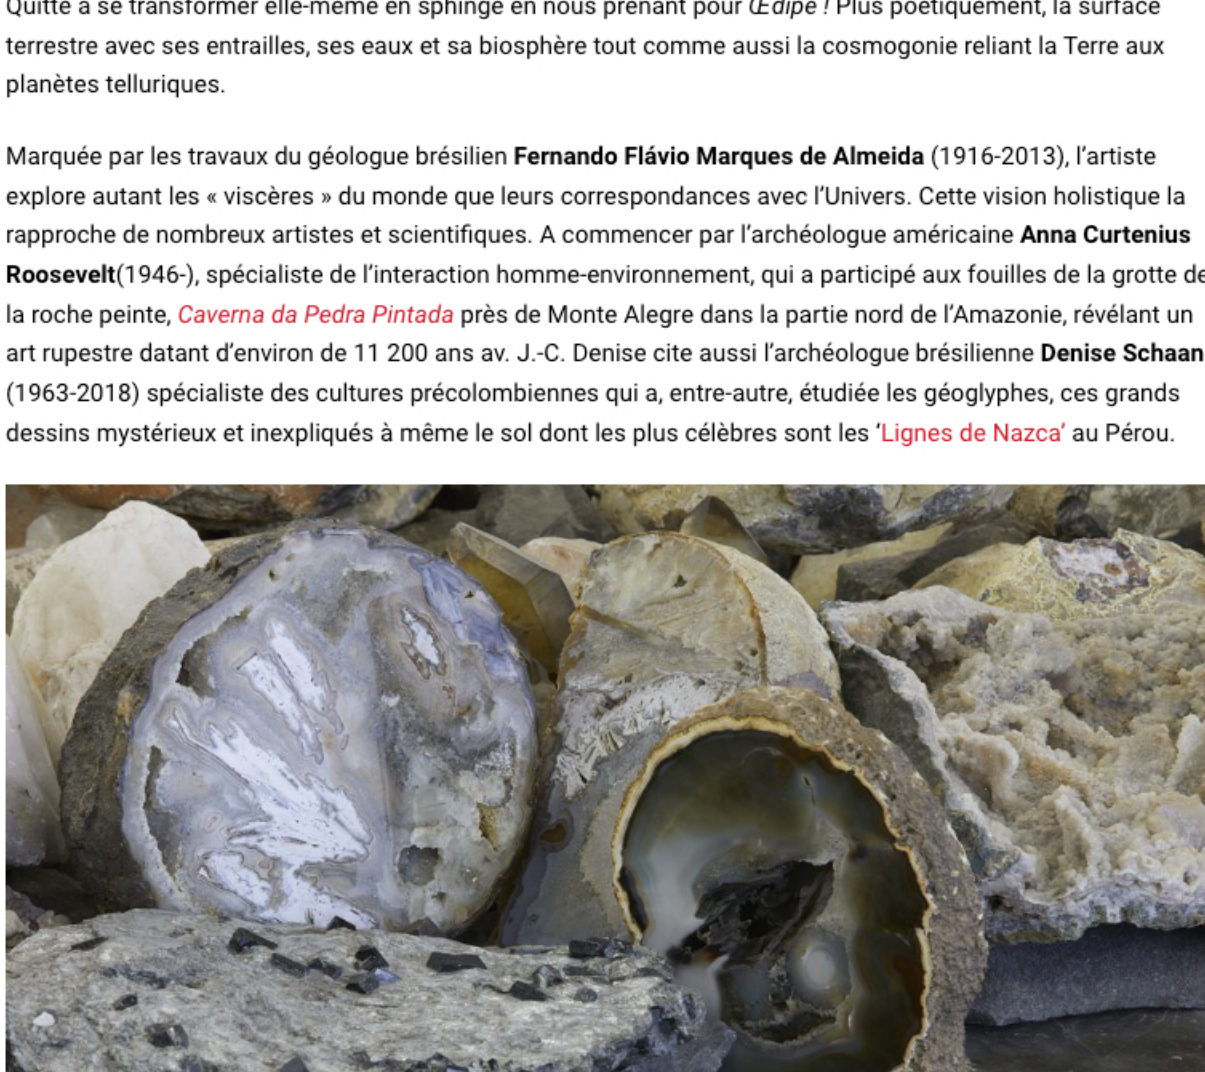 Quitte à se transformer elle-même en sphinge en nous prenant pour Œdipe ! Plus poétiquement, la surface
terrestre avec ses entrailles, ses eaux et sa biosphère tout comme aussi la cosmogonie reliant la Terre aux
planètes telluriques.
Marquée par les travaux du géologue brésilien Fernando Flávio Marques de Almeida (1916-2013), l’artiste
explore autant les « viscères » du monde que leurs correspondances avec l’Univers. Cette vision holistique la
rapproche de nombreux artistes et scientifiques. A commencer par l’archéologue américaine Anna Curtenius
Roosevelt(1946-), spécialiste de l’interaction homme-environnement, qui a participé aux fouilles de la grotte de
la roche peinte, Caverna da Pedra Pintada près de Monte Alegre dans la partie nord de l’Amazonie, révélant un
art rupestre datant d’environ de 11 200 ans av. J.-C. Denise cite aussi l’archéologue brésilienne Denise Schaan
(1963-2018) spécialiste des cultures précolombiennes qui a, entre-autre, étudiée les géoglyphes, ces grands
dessins mystérieux et inexpliqués à même le sol dont les plus célèbres sont les ‘Lignes de Nazca’ au Pérou.